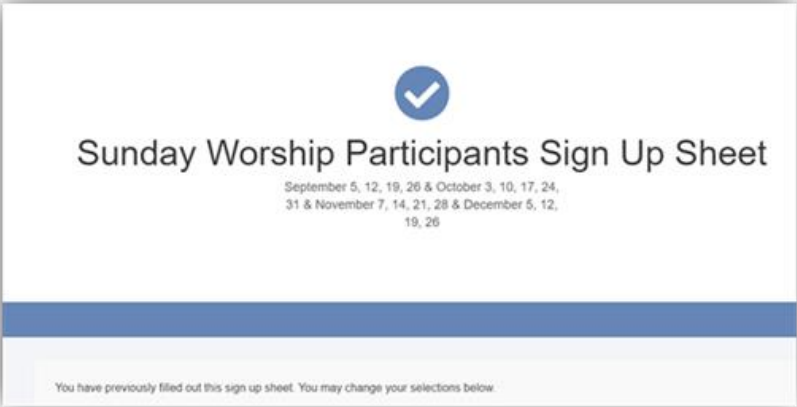 Sunday Worship Participants Sign Up Sheet
September 5, 12, 19, 26 & October 3, 10, 17, 24,
31 & November 7, 14, 21, 28 & December 5, 12,
19, 26
You have previously filled out this sign up sheet. You may change your selections below.